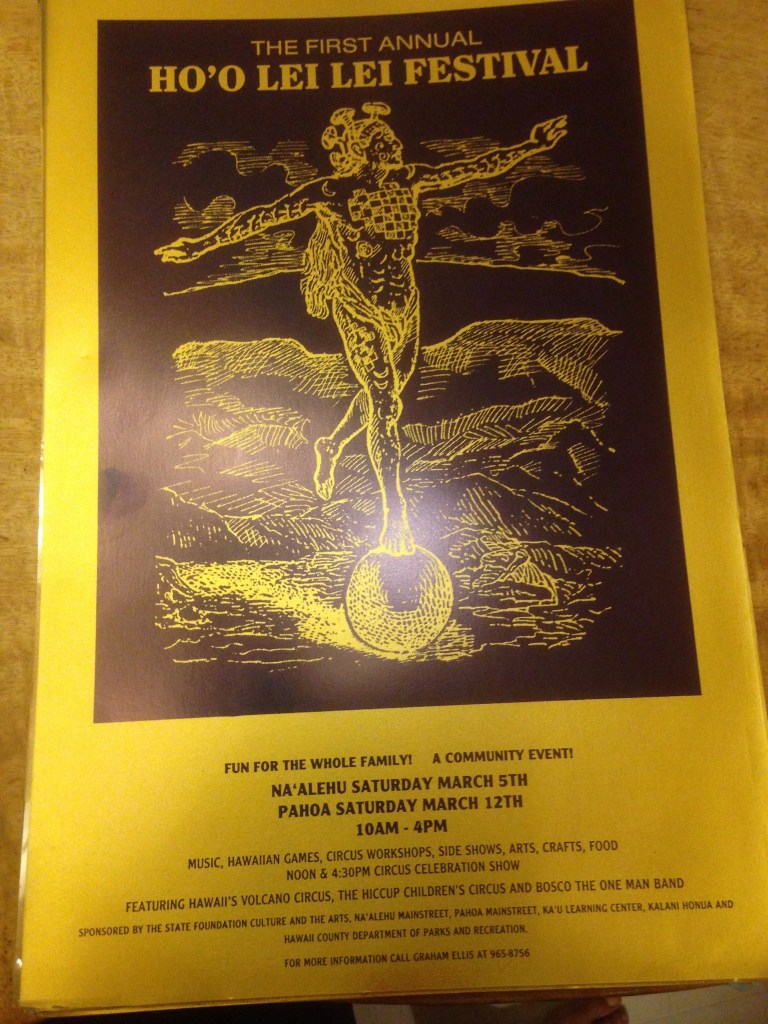 THE FIRST ANNUAL
HO'O LEI LEI FESTIVAL
FUN FOR THE WHOLE FAMILY! A COMMUNITY EVENT!
NA'ALEHU SATURDAY MARCH 5TH
PAHOA SATURDAY MARCH 12TH
10AM - 4PM
MUSIC, HAWAIIAN GAMES, CIRCUS WORKSHOPS, SIDE SHOWS, ARTS, CRAFTS, FOOD
NOON & 4:30PM CIRCUS CELEBRATION SHOW
FEATURING HAWAII'S VOLCANO CIRCUS, THE HICCUP CHILDREN'S CIRCUS AND BOSCO THE ONE MAN BAND
SPONSORED BY THE STATE FOUNDATION CULTURE AND THE ARTS, NA'ALEHU MAINSTREET, PAHOA MAINSTREET, KA'U LEARNING CENTER, KALANI HONUA AND
HAWAII COUNTY DEPARTMENT OF PARKS AND RECREATION.
FOR MORE INFORMATION CALL GRAHAM ELLIS AT 965-8756